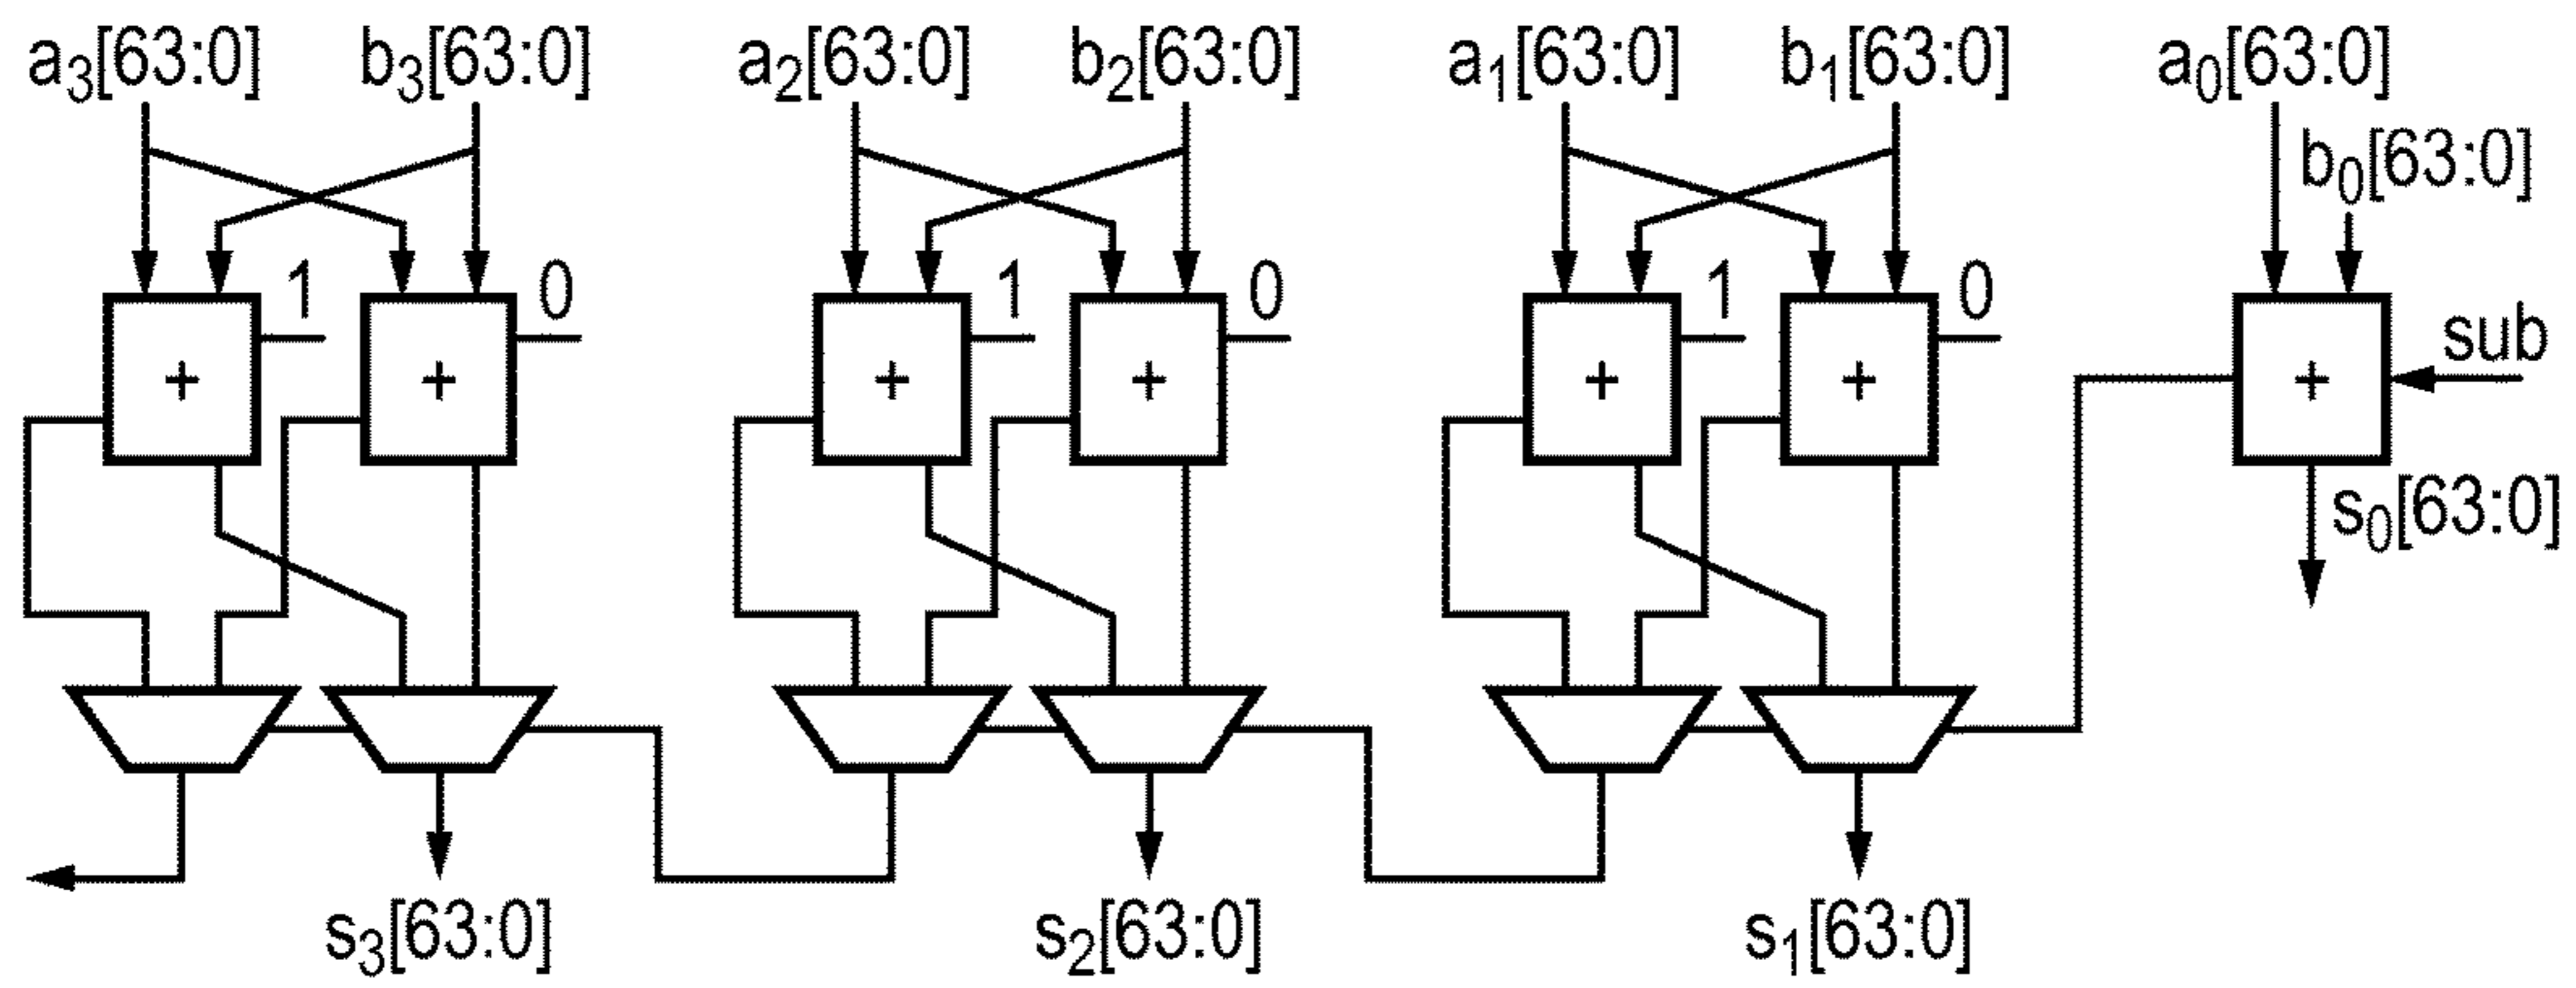 a3[63:0] b3[63:0] a2[63:0] b2[63:0] a1[63:0] b1[63:0] a0[63:0]
b0[63:0]
1 0 1 0 1 0
sub
+ + + + + + +
s0[63:0]
s3[63:0] s2[63:0] s1[63:0]